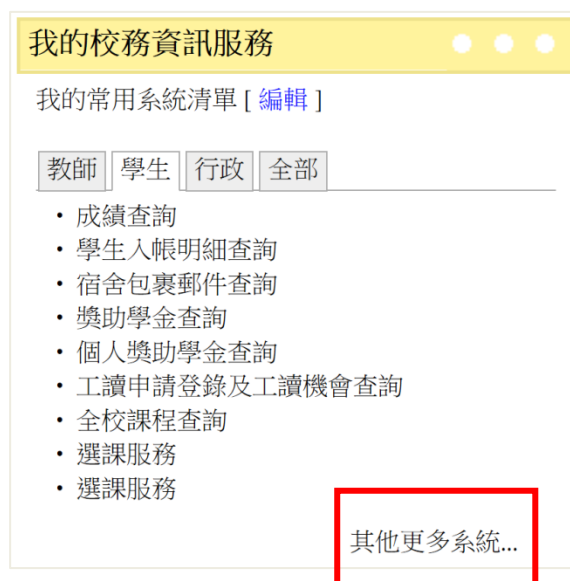 我的校務資訊服務
我的常用系統清單 [ 編輯 ]
教師 學生 行政 全部
• 成績查詢
• 學生入帳明細查詢
• 宿舍包裹郵件查詢
• 獎助學金查詢
• 個人獎助學金查詢
• 工讀申請登錄及工讀機會查詢
• 全校課程查詢
• 選課服務
• 選課服務
其他更多系統...